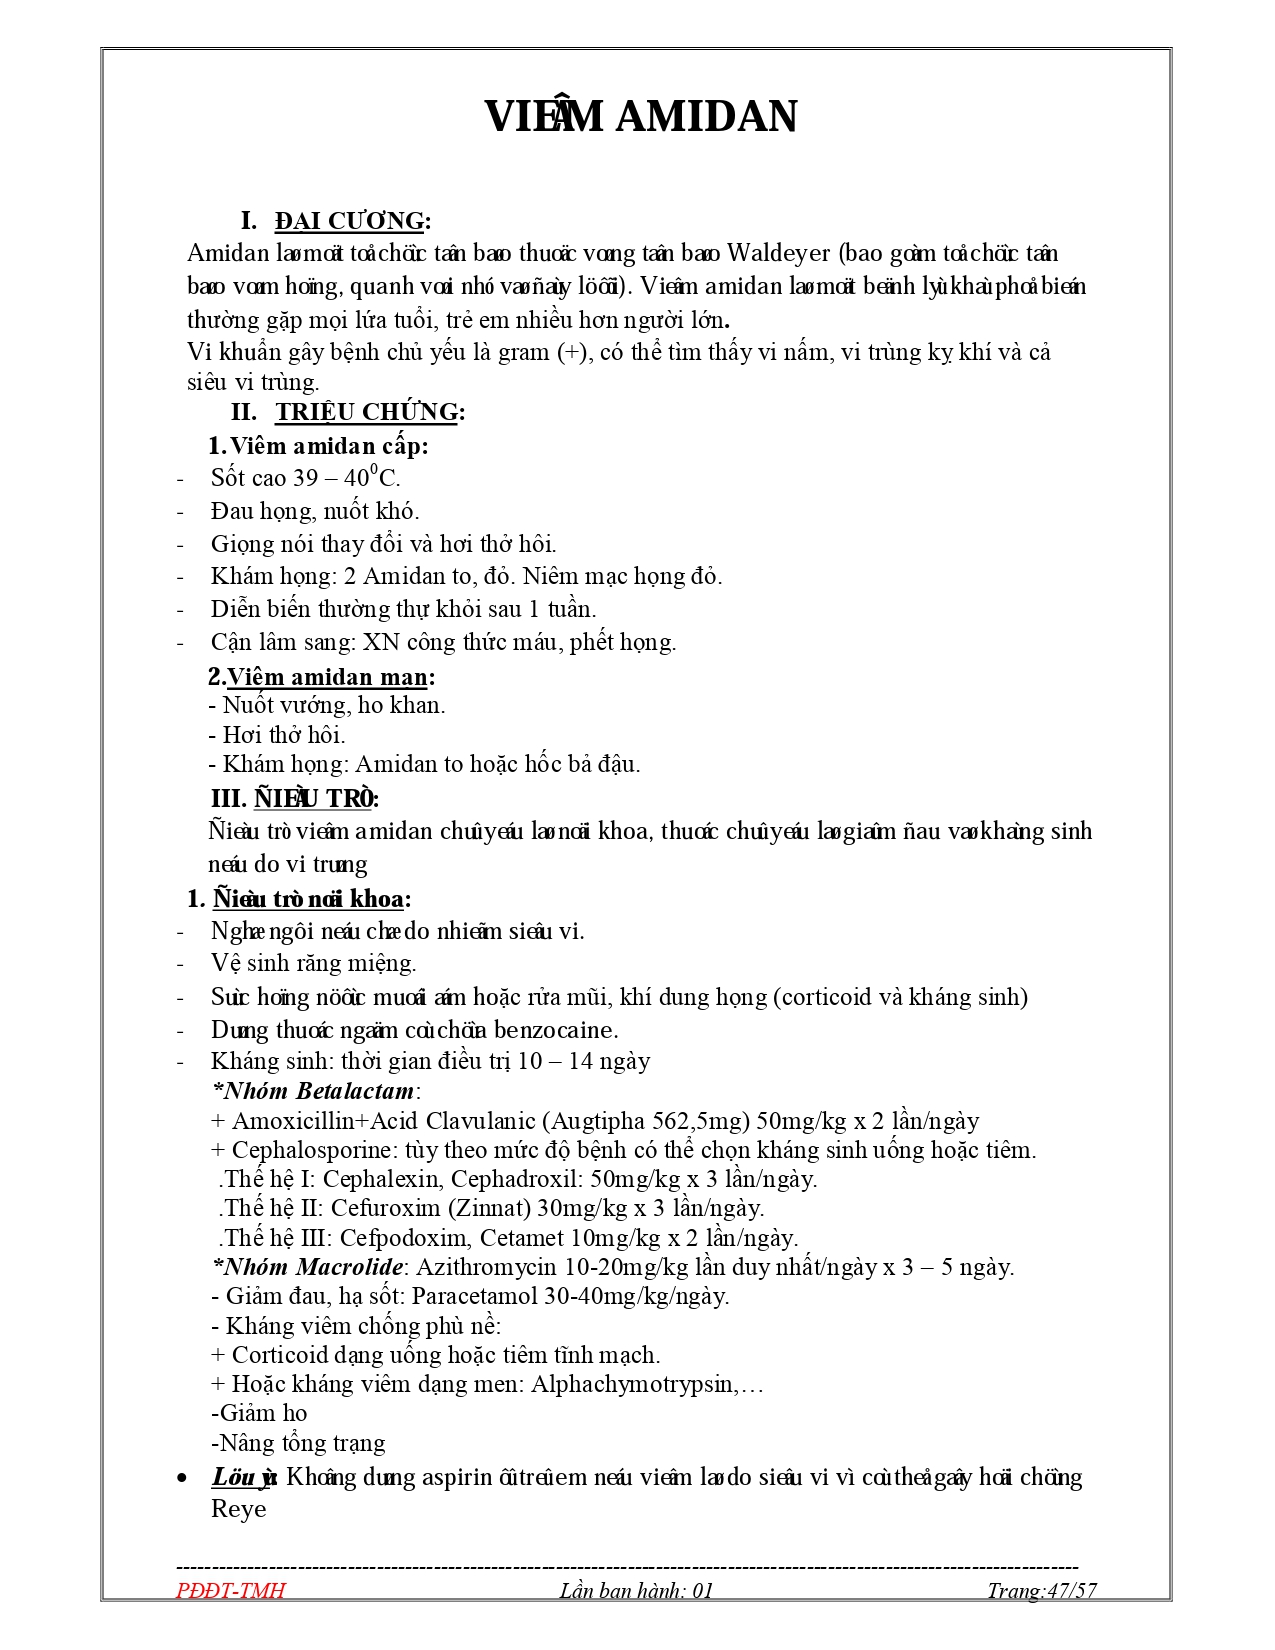 VIEÂM AMIDAN
I. ĐẠI CƯƠNG:
Amidan laø moät toå chöùc taân baøo thuoäc voøng taân baøo Waldeyer (bao goàm toå chöùc taân
baøo voøm hoïng, quanh voøi nhó vaø ñaùy löôõi). Vieâm amidan laø moät beänh lyù khaù phoå bieán
thường gặp mọi lứa tuổi, trẻ em nhiều hơn người lớn.
Vi khuẩn gây bệnh chủ yếu là gram (+), có thể tìm thấy vi nấm, vi trùng kỵ khí và cả
siêu vi trùng.
II. TRIỆU CHỨNG:
1. Viêm amidan cấp:
- Sốt cao 39 – 40⁰C.
- Đau họng, nuốt khó.
- Giọng nói thay đổi và hơi thở hôi.
- Khám họng: 2 Amidan to, đỏ. Niêm mạc họng đỏ.
- Diễn biến thường thự khỏi sau 1 tuần.
- Cận lâm sang: XN công thức máu, phết họng.
2.Viêm amidan mạn:
- Nuốt vướng, ho khan.
- Hơi thở hôi.
- Khám họng: Amidan to hoặc hốc bả đậu.
III. ÑIEÀU TRÒ:
Ñieàu trò vieâm amidan chuû yeáu laø noäi khoa, thuoác chuû yeáu laø giaûm ñau vaø khaùng sinh
neáu do vi truøng
1. Ñieàu trò noäi khoa:
- Nghæ ngôi neáu chæ do nhieãm sieâu vi.
- Vệ sinh răng miệng.
- Suùc hoïng nöôùc muoái aám hoặc rửa mũi, khí dung họng (corticoid và kháng sinh)
- Duøng thuoác ngaäm coù chöùa benzocaine.
- Kháng sinh: thời gian điều trị 10 – 14 ngày
*Nhóm Betalactam:
+ Amoxicillin+Acid Clavulanic (Augtipha 562,5mg) 50mg/kg x 2 lần/ngày
+ Cephalosporine: tùy theo mức độ bệnh có thể chọn kháng sinh uống hoặc tiêm.
.Thế hệ I: Cephalexin, Cephadroxil: 50mg/kg x 3 lần/ngày.
.Thế hệ II: Cefuroxim (Zinnat) 30mg/kg x 3 lần/ngày.
.Thế hệ III: Cefpodoxim, Cetamet 10mg/kg x 2 lần/ngày.
*Nhóm Macrolide: Azithromycin 10-20mg/kg lần duy nhất/ngày x 3 – 5 ngày.
- Giảm đau, hạ sốt: Paracetamol 30-40mg/kg/ngày.
- Kháng viêm chống phù nề:
+ Corticoid dạng uống hoặc tiêm tĩnh mạch.
+ Hoặc kháng viêm dạng men: Alphachymotrypsin,…
-Giảm ho
-Nâng tổng trạng
• Löu yù: Khoâng duøng aspirin ôû treû em neáu vieâm laø do sieâu vi vì coù theå gaây hoäi chöùng
Reye
PĐĐT-TMH Lần ban hành: 01 Trang:47/57